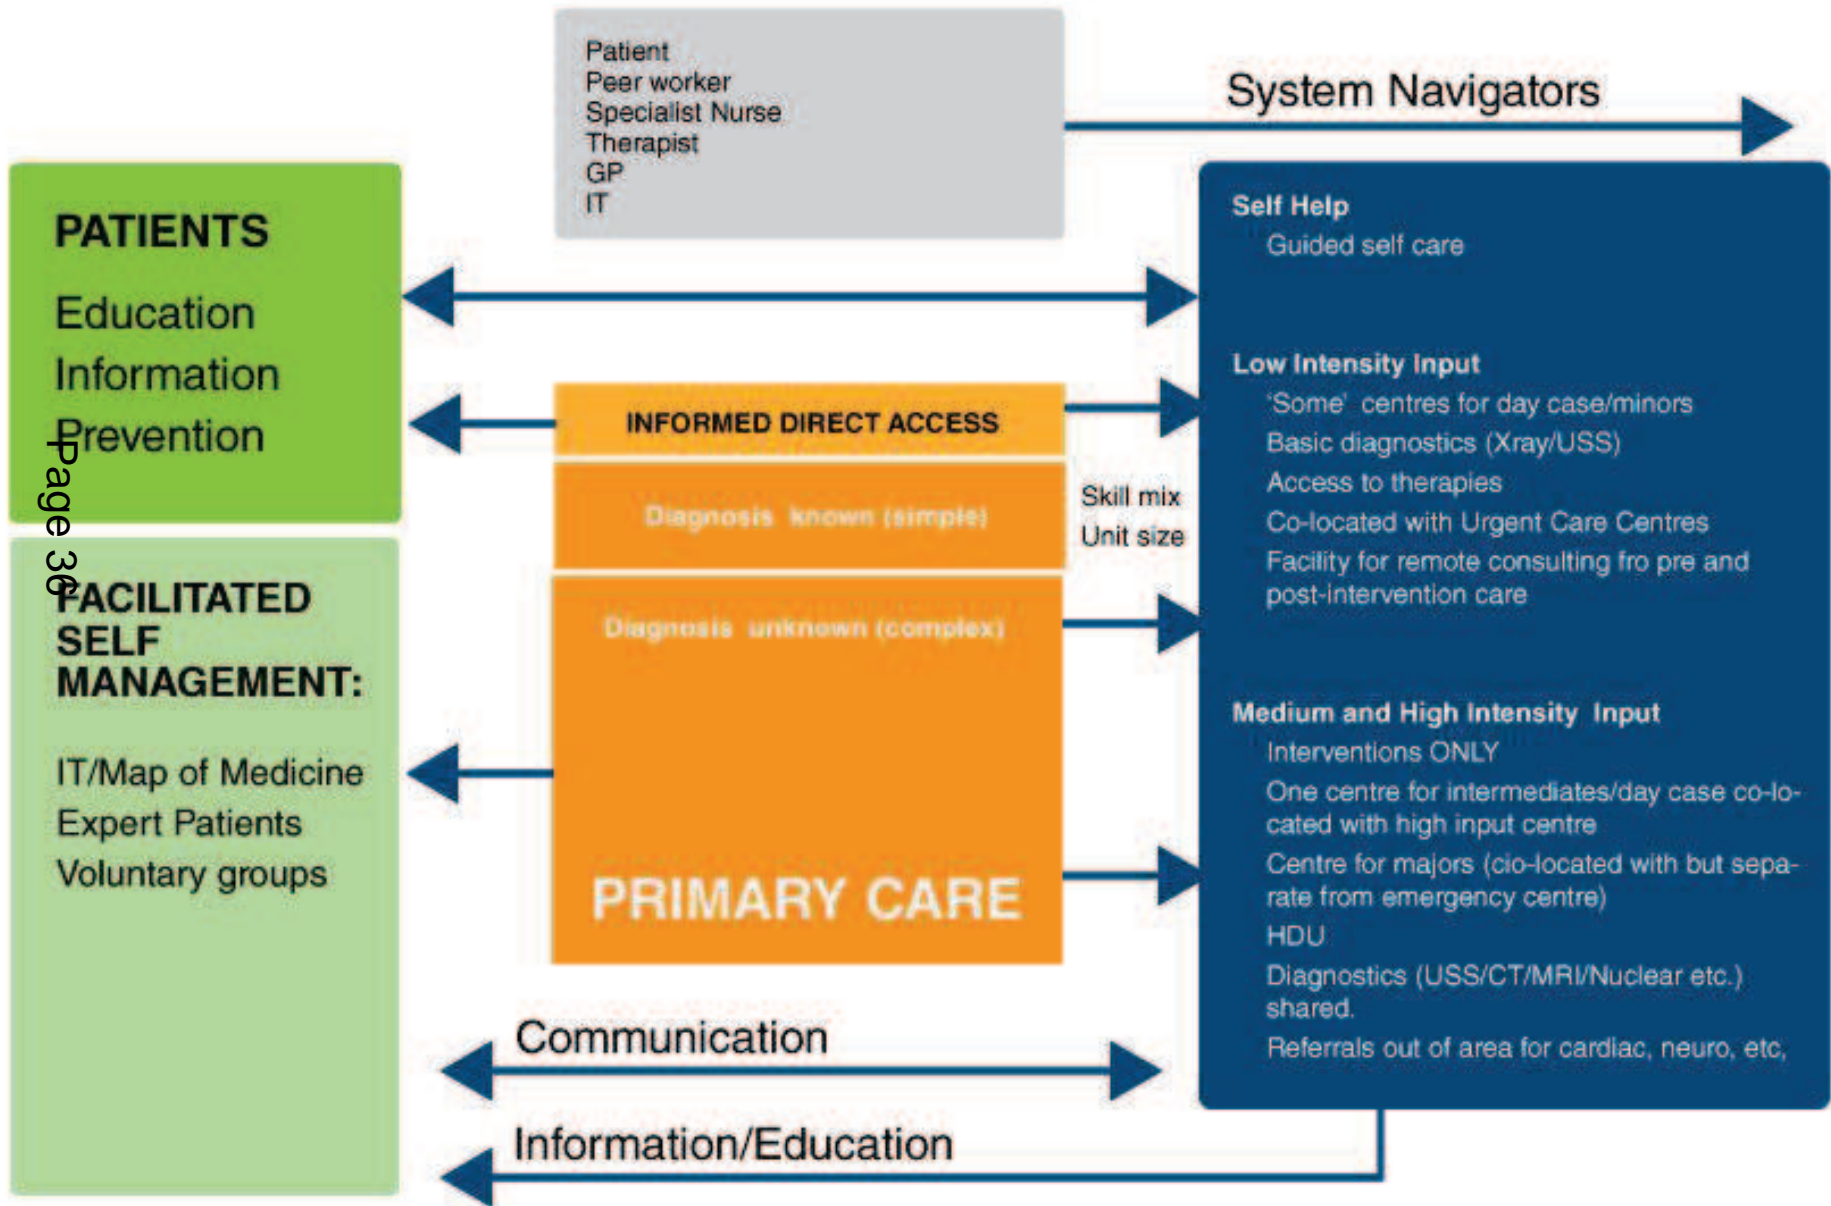 Patient
Peer worker
Specialist Nurse
Therapist
GP
IT
System Navigators
PATIENTS
Education
Information
Prevention
Page 36
FACILITATED
SELF
MANAGEMENT:
IT/Map of Medicine
Expert Patients
Voluntary groups
INFORMED DIRECT ACCESS
Diagnosis known (simple)
Skill mix
Unit size
Diagnosis unknown (complex)
PRIMARY CARE
Communication
Information/Education
Self Help
Guided self care
Low Intensity Input
'Some' centres for day case/minors
Basic diagnostics (Xray/USS)
Access to therapies
Co-located with Urgent Care Centres
Facility for remote consulting fro pre and
post-intervention care
Medium and High Intensity Input
Interventions ONLY
One centre for intermediates/day case co-lo-
cated with high input centre
Centre for majors (cio-located with but sepa-
rate from emergency centre)
HDU
Diagnostics (USS/CT/MRI/Nuclear etc.)
shared.
Referrals out of area for cardiac, neuro, etc,